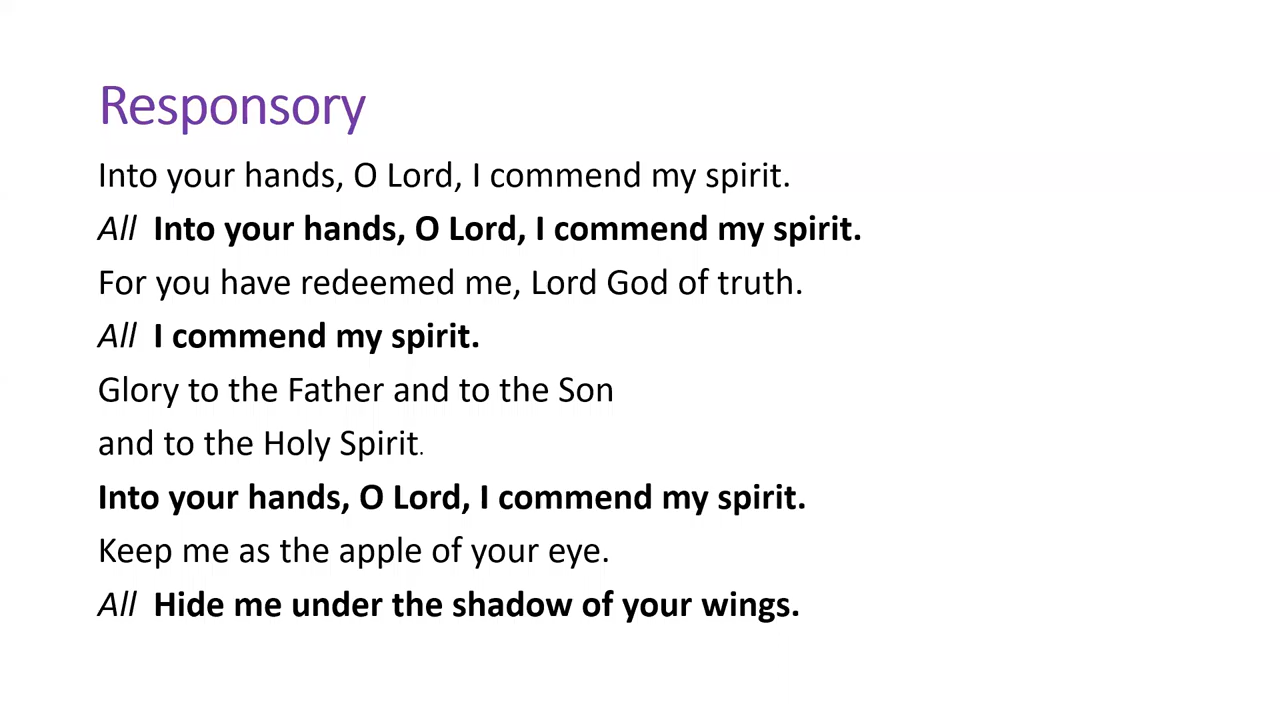 Responsory
Into your hands, O Lord, I commend my spirit.
All Into your hands, O Lord, I commend my spirit.
For you have redeemed me, Lord God of truth.
All I commend my spirit.
Glory to the Father and to the Son
and to the Holy Spirit.
Into your hands, O Lord, I commend my spirit.
Keep me as the apple of your eye.
All Hide me under the shadow of your wings.